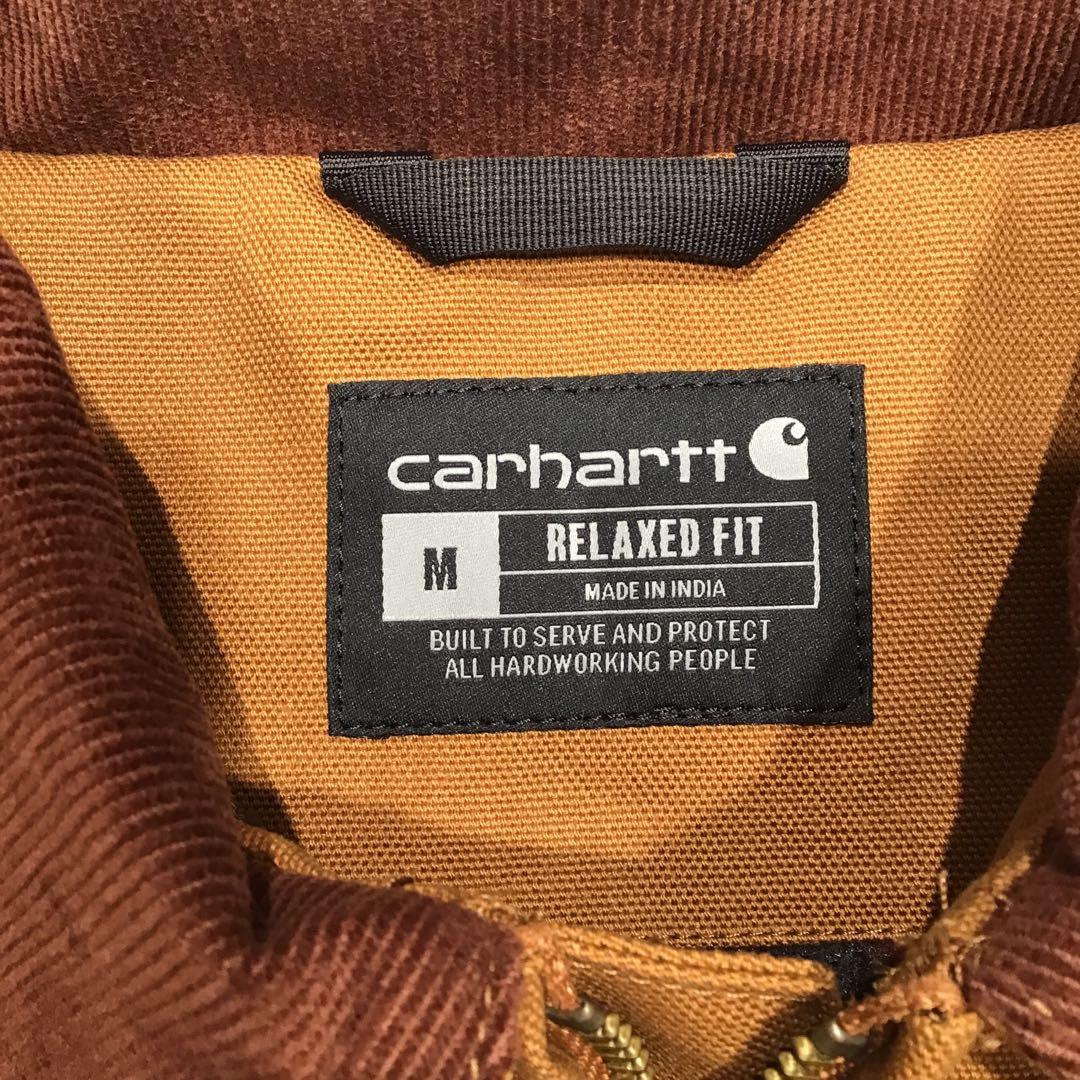 carhartt
M RELAXED FIT
MADE IN INDIA
BUILT TO SERVE AND PROTECT
ALL HARDWORKING PEOPLE